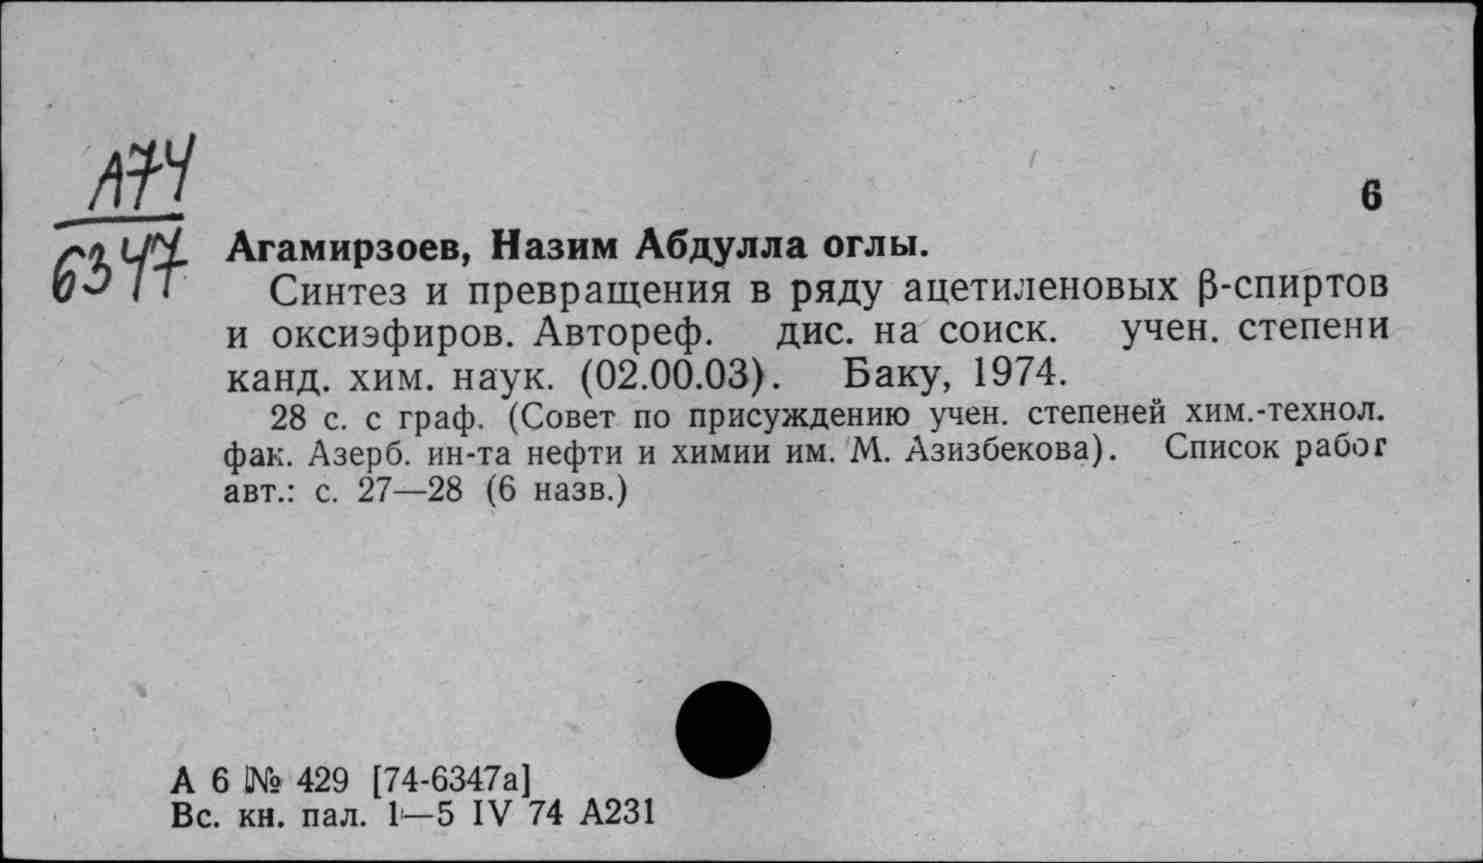 А74
6347
6
Агамирзоев, Назим Абдулла оглы.
Синтез и превращения в ряду ацетиленовых β-спиртов
и оксиэфиров. Автореф. дис. на соиск. учен. степени
канд. хим. наук. (02.00.03). Баку, 1974.
28 с. с граф. (Совет по присуждению учен. степеней хим.-технол.
фак. Азерб. ин-та нефти и химии им. М. Азизбекова). Список работ
авт.: с. 27—28 (6 назв.)
А 6 № 429 [74-6347а]
Вс. кн. пал. 1—5 IV 74 А231